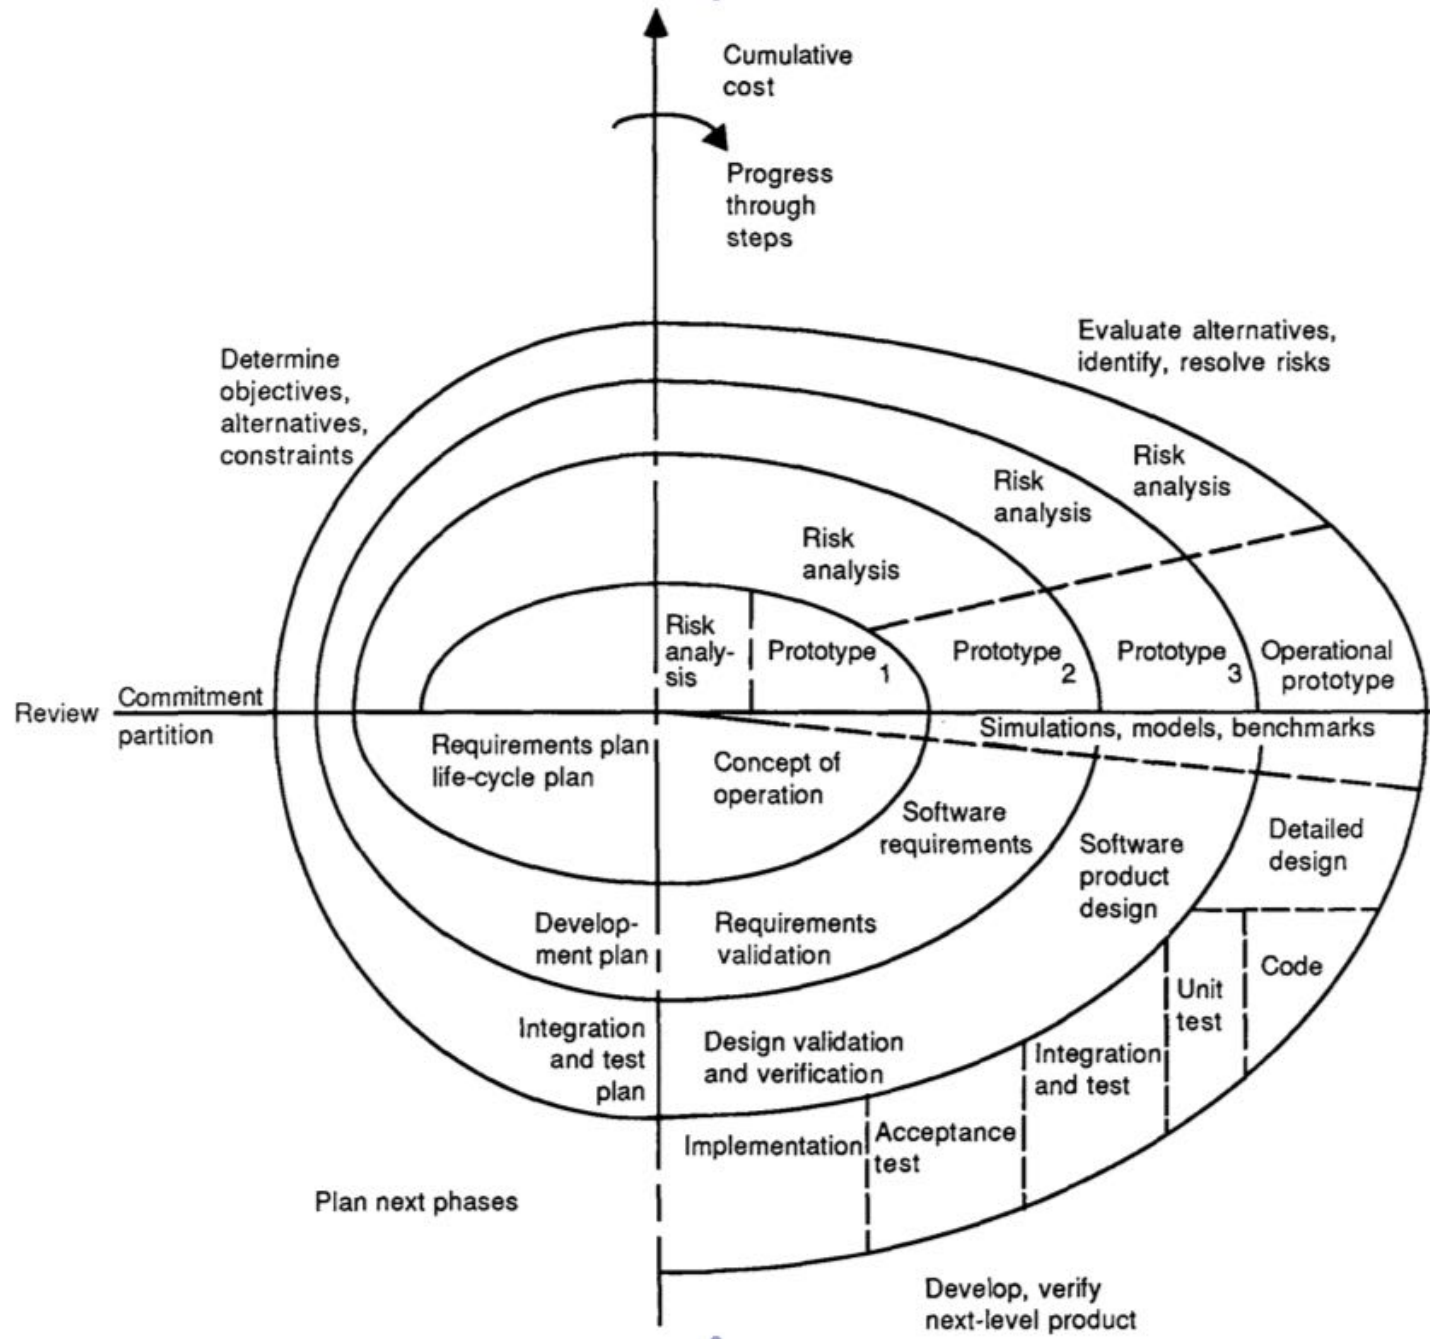 Cumulative
cost
Progress
through
steps
Evaluate alternatives,
identify, resolve risks
Determine
objectives,
alternatives,
constraints
Risk
analysis
Risk
analysis
Risk
analysis
Risk
analy-
sis
Prototype 1
Prototype 2
Prototype 3
Operational
prototype
Review
Commitment
partition
Simulations, models, benchmarks
Requirements plan
life-cycle plan
Concept of
operation
Software
requirements
Software
product
design
Detailed
design
Develop-
ment plan
Requirements
validation
Code
Unit
test
Integration
and test
plan
Design validation
and verification
Integration
and test
Acceptance
test
Implementation
Plan next phases
Develop, verify
next-level product